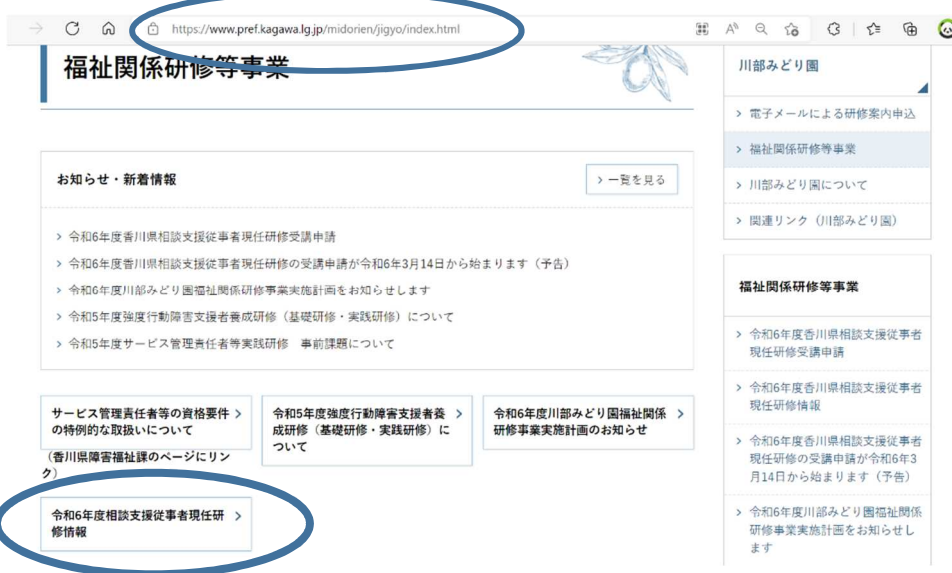 https://www.pref.kagawa.lg.jp/midorien/jigyo/index.html
福祉関係研修等事業
お知らせ・新着情報
> 一覧を見る
> 令和6年度香川県相談支援従事者現任研修受講申請
> 令和6年度香川県相談支援従事者現任研修の受講申請が令和6年3月14日から始まります（予告）
> 令和6年度川部みどり園福祉関係研修事業実施計画をお知らせします
> 令和5年度強度行動障害支援者養成研修（基礎研修・実践研修）について
> 令和5年度サービス管理責任者等実践研修　事前課題について
サービス管理責任者等の資格要件 >
の特例的な取扱いについて
（香川県障害福祉課のページにリン
ク）
令和5年度強度行動障害支援者養 >
成研修（基礎研修・実践研修）に
ついて
令和6年度川部みどり園福祉関係 >
研修事業実施計画のお知らせ
令和6年度相談支援従事者現任研 >
修情報
川部みどり園
> 電子メールによる研修案内申込
> 福祉関係研修等事業
> 川部みどり園について
> 関連リンク（川部みどり園）
福祉関係研修等事業
> 令和6年度香川県相談支援従事者
現任研修受講申請
> 令和6年度香川県相談支援従事者
現任研修情報
> 令和6年度香川県相談支援従事者
現任研修の受講申請が令和6年3
月14日から始まります（予告）
> 令和6年度川部みどり園福祉関係
研修事業実施計画をお知らせし
ます